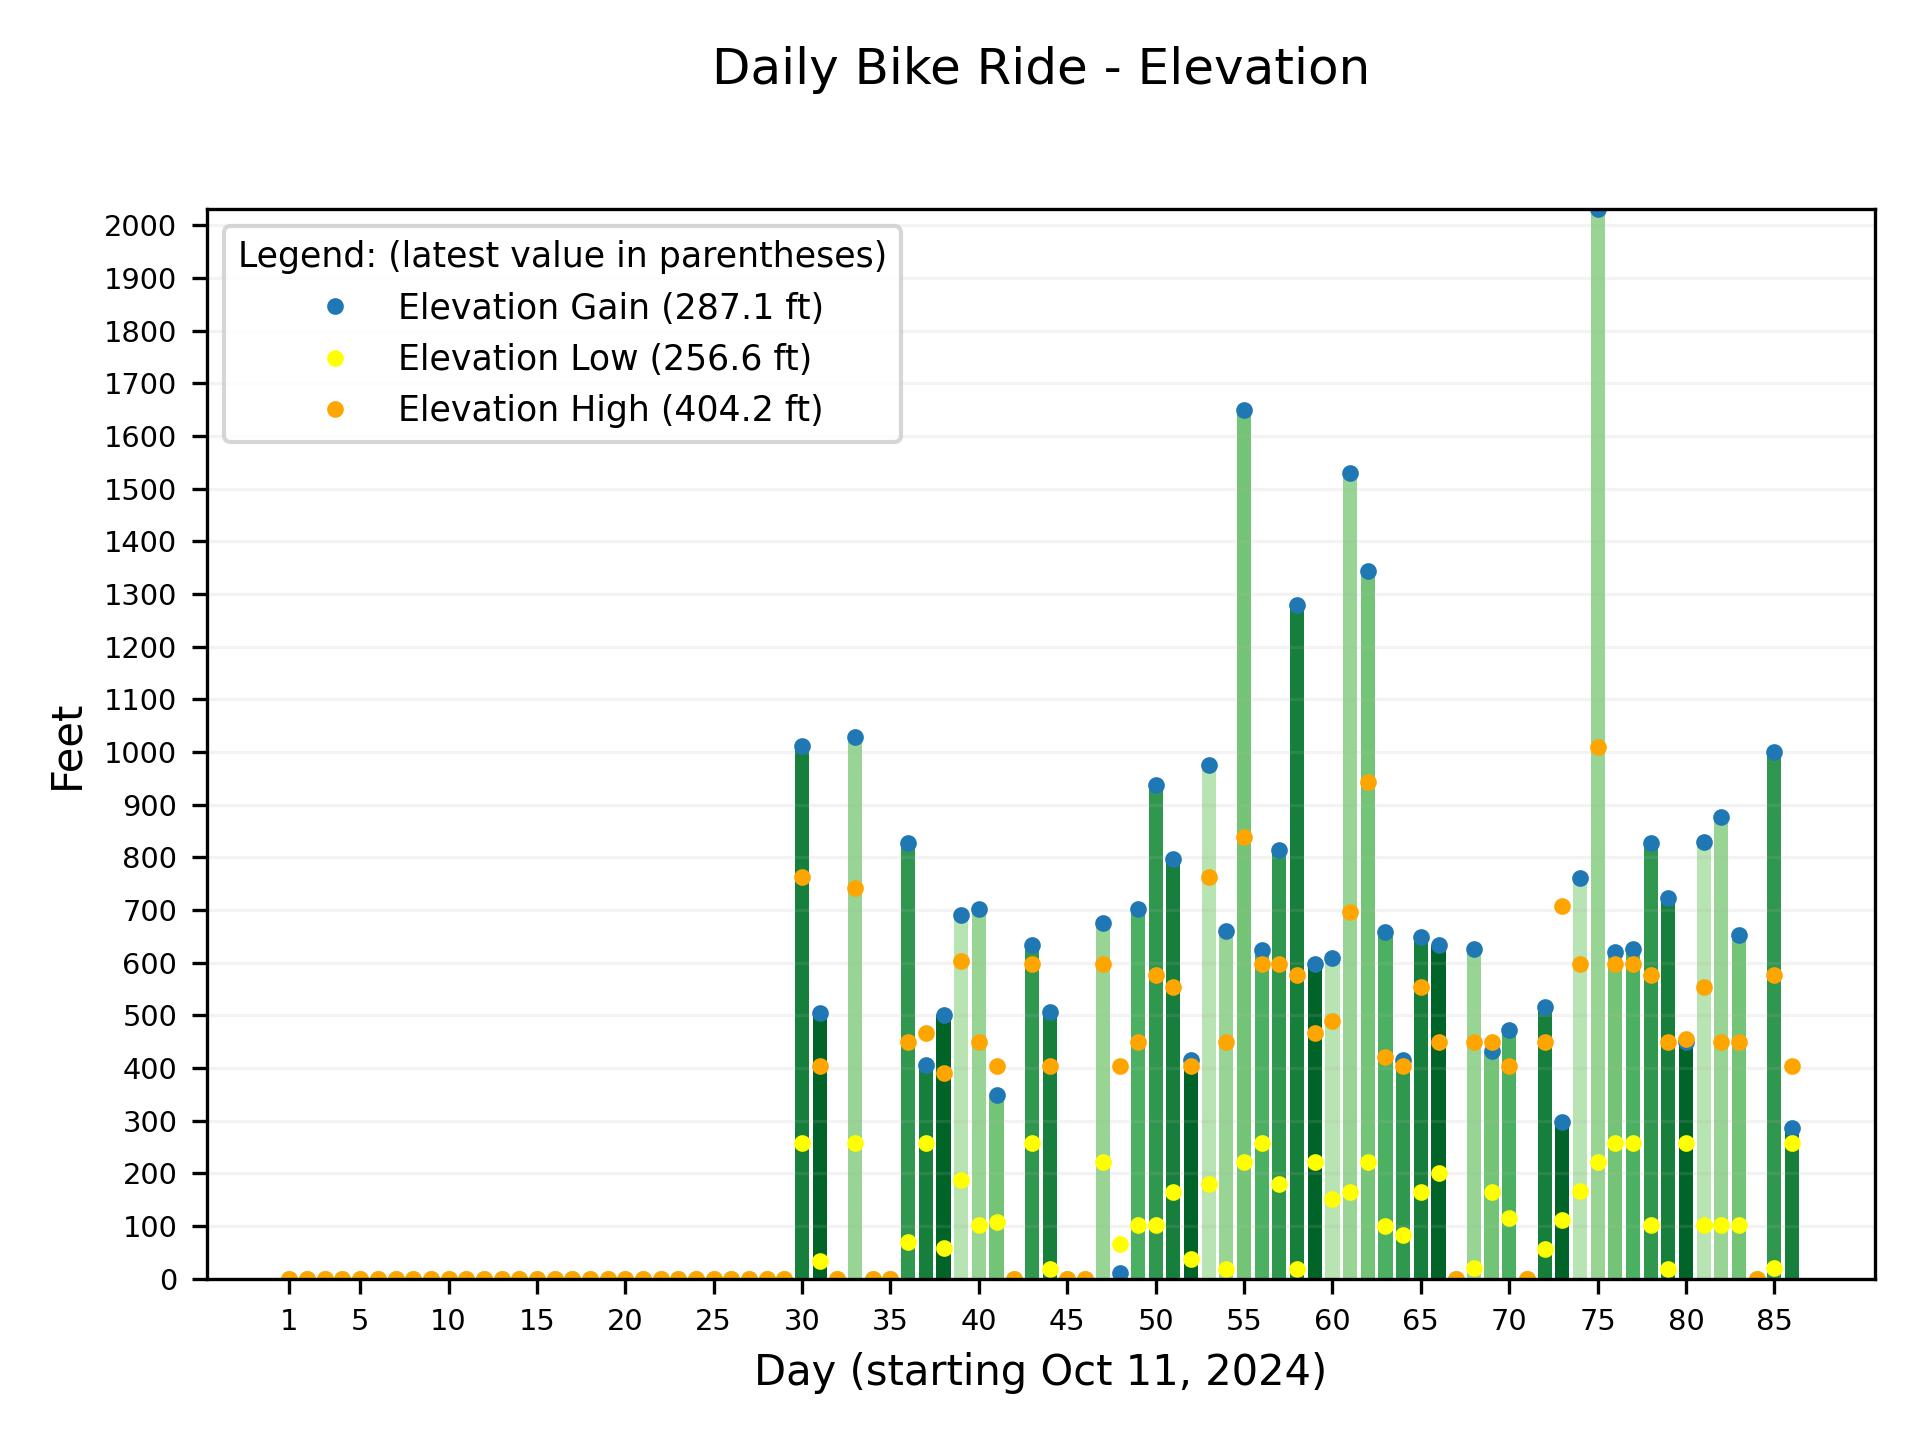 Daily Bike Ride - Elevation
2000
1900
1800
1700
1600
1500
1400
1300
1200
1100
1000
900
800
700
600
500
400
300
200
100
0
Feet
Legend: (latest value in parentheses)
Elevation Gain (287.1 ft)
Elevation Low (256.6 ft)
Elevation High (404.2 ft)
1 5 10 15 20 25 30 35 40 45 50 55 60 65 70 75 80 85
Day (starting Oct 11, 2024)